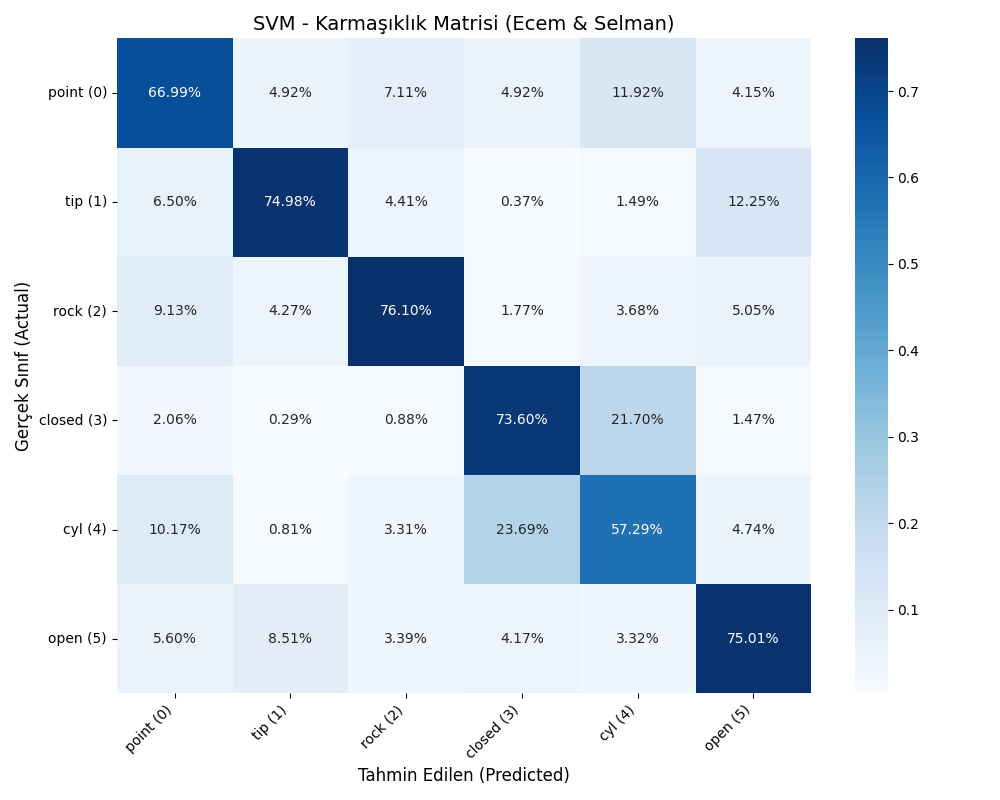 SVM - Karmaşıklık Matrisi (Ecem & Selman)
point (0) 66.99% 4.92% 7.11% 4.92% 11.92% 4.15%
tip (1) 6.50% 74.98% 4.41% 0.37% 1.49% 12.25%
rock (2) 9.13% 4.27% 76.10% 1.77% 3.68% 5.05%
closed (3) 2.06% 0.29% 0.88% 73.60% 21.70% 1.47%
cyl (4) 10.17% 0.81% 3.31% 23.69% 57.29% 4.74%
open (5) 5.60% 8.51% 3.39% 4.17% 3.32% 75.01%
point (0) tip (1) rock (2) closed (3) cyl (4) open (5)
Tahmin Edilen (Predicted)
Gerçek Sınıf (Actual)
0.7
0.6
0.5
0.4
0.3
0.2
0.1